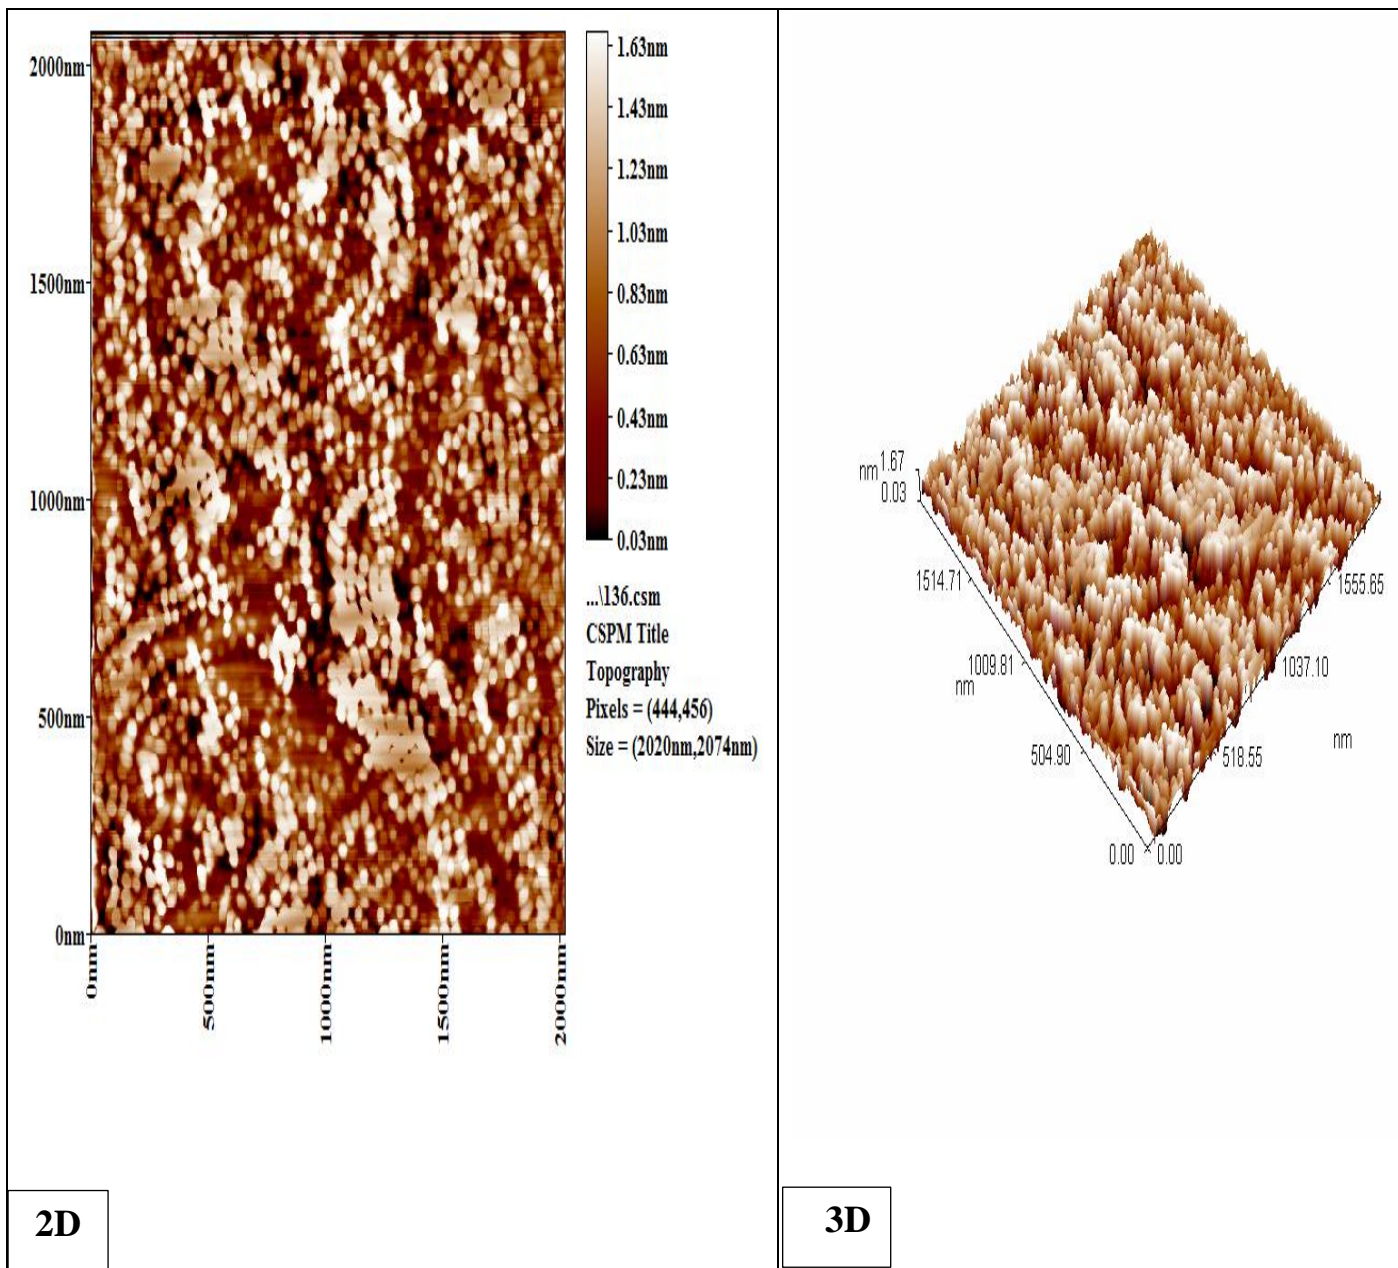 2000nm
1500nm
1000nm
500nm
0nm
0nm
500nm
1000nm
1500nm
2000nm
1.63nm
1.43nm
1.23nm
1.03nm
0.83nm
0.63nm
0.43nm
0.23nm
0.03nm
...\136.csm
CSPM Title
Topography
Pixels = (444,456)
Size = (2020nm,2074nm)
2D
nm
1.67
0.03
1514.71
1009.81
nm
504.90
0.00
0.00
518.55
1037.10
1555.65
nm
3D